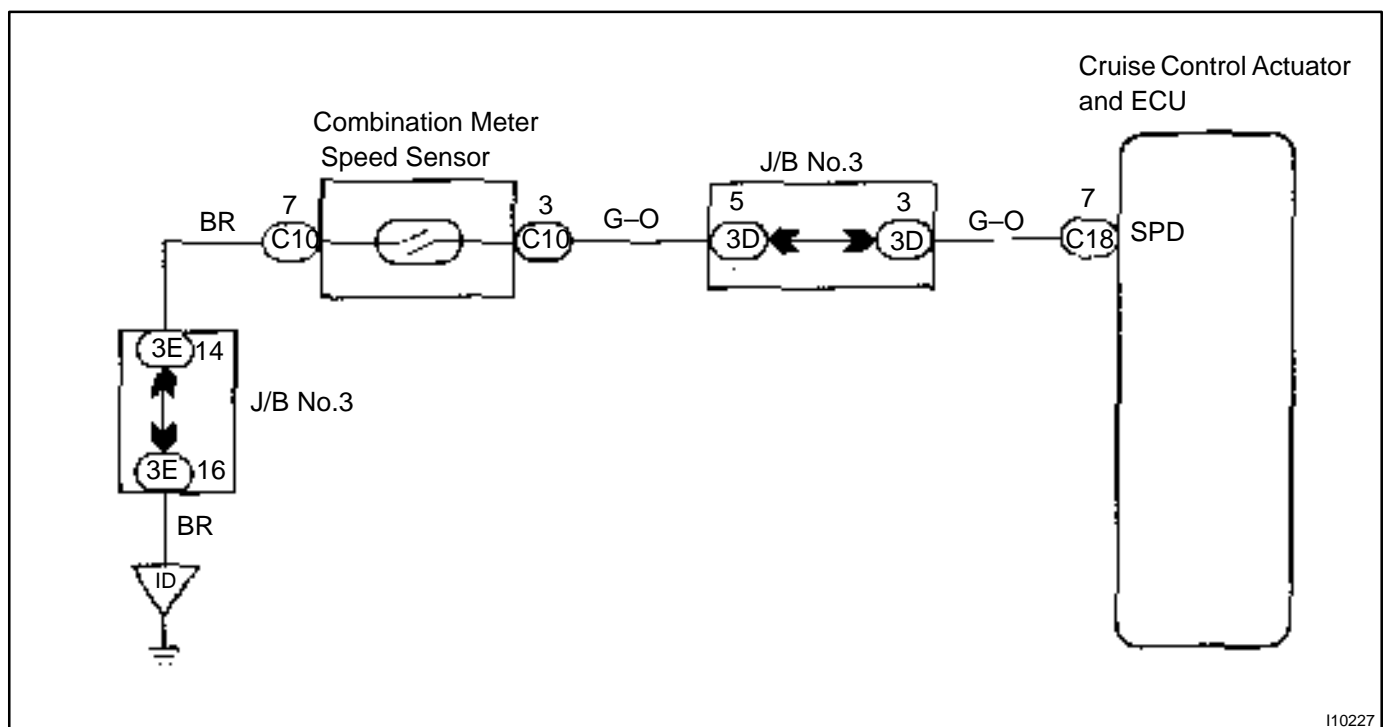 Cruise Control Actuator
and ECU
Combination Meter
Speed Sensor
J/B No.3
7
3
5
3
7
BR
C10
C10
G–O
3D
3D
G–O
C18
SPD
3E
14
J/B No.3
3E
16
BR
ID
I10227